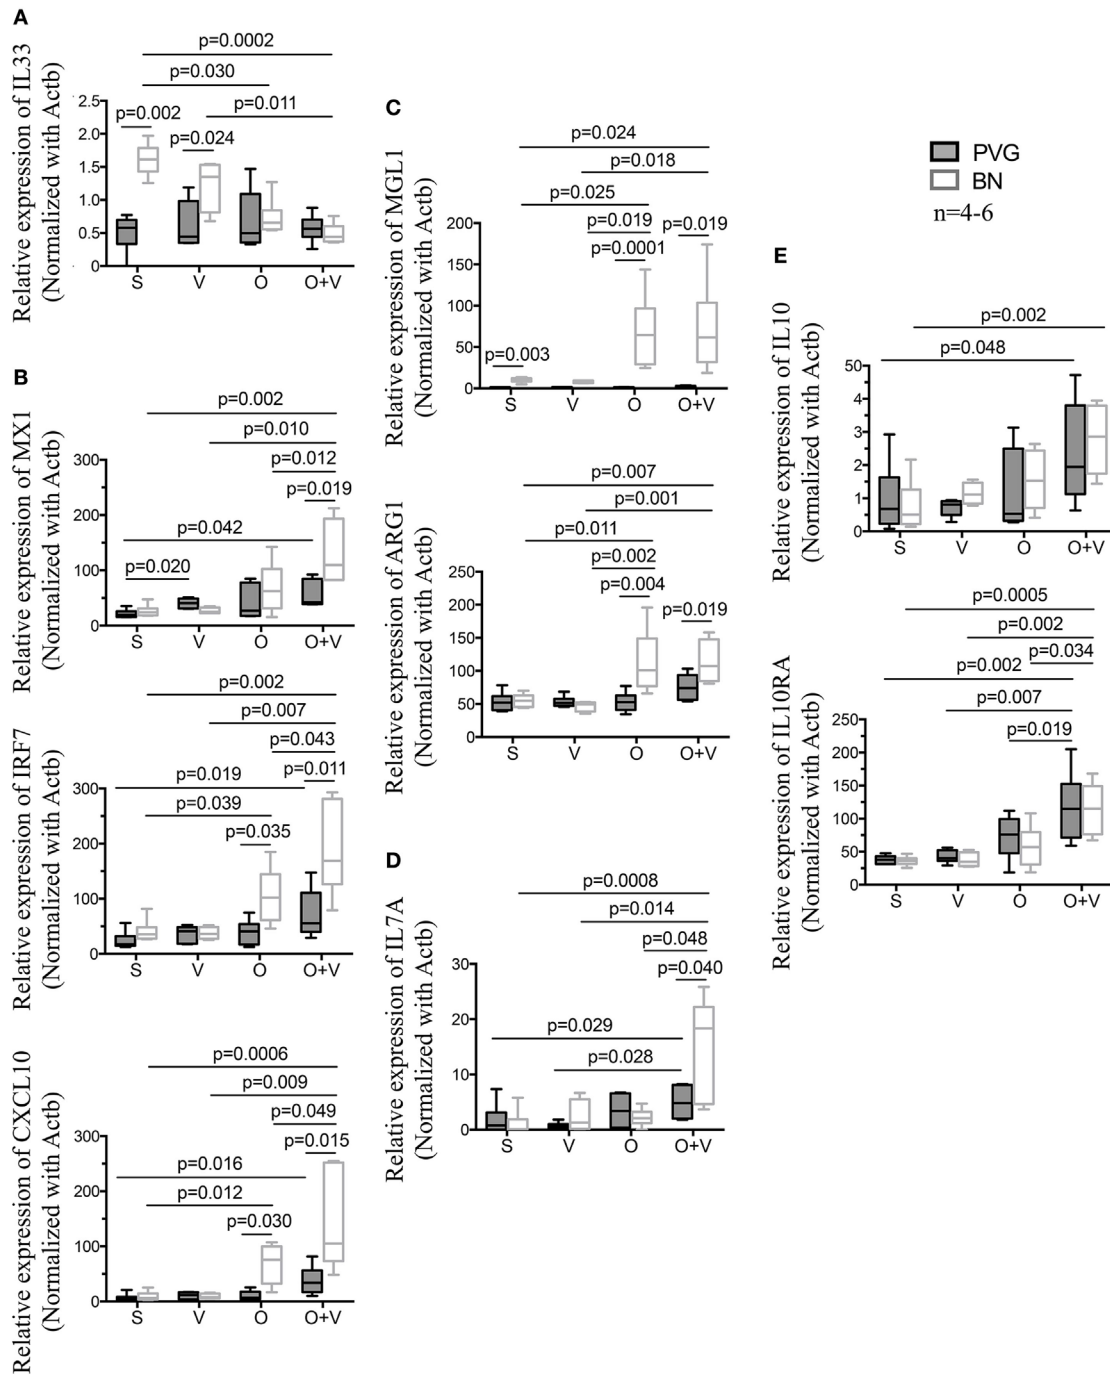 A
Relative expression of IL33
(Normalized with Actb)
p=0.0002
p=0.030
p=0.011
p=0.002
p=0.024
2.5
2.0
1.5
1.0
0.5
0
S V O O+V
B
Relative expression of MX1
(Normalized with Actb)
p=0.002
p=0.010
p=0.012
p=0.019
p=0.042
p=0.020
300
200
100
0
S V O O+V
Relative expression of IRF7
(Normalized with Actb)
p=0.002
p=0.007
p=0.043
p=0.011
p=0.019
p=0.039
p=0.035
300
200
100
0
S V O O+V
Relative expression of CXCL10
(Normalized with Actb)
p=0.0006
p=0.009
p=0.049
p=0.015
p=0.016
p=0.012
p=0.030
300
200
100
0
S V O O+V
C
Relative expression of MGL1
(Normalized with Actb)
p=0.024
p=0.018
p=0.025
p=0.019 p=0.019
p=0.0001
p=0.003
200
150
100
50
0
S V O O+V
Relative expression of ARG1
(Normalized with Actb)
p=0.007
p=0.001
p=0.011
p=0.002
p=0.004
p=0.019
250
200
150
100
50
0
S V O O+V
D
Relative expression of IL7A
(Normalized with Actb)
p=0.0008
p=0.014
p=0.048
p=0.040
p=0.029
p=0.028
30
20
10
0
S V O O+V
PVG
BN
n=4-6
E
Relative expression of IL10
(Normalized with Actb)
p=0.002
p=0.048
50
4
3
2
1
0
S V O O+V
Relative expression of IL10RA
(Normalized with Actb)
p=0.0005
p=0.002
p=0.034
p=0.002
p=0.007
p=0.019
250
200
150
100
50
0
S V O O+V